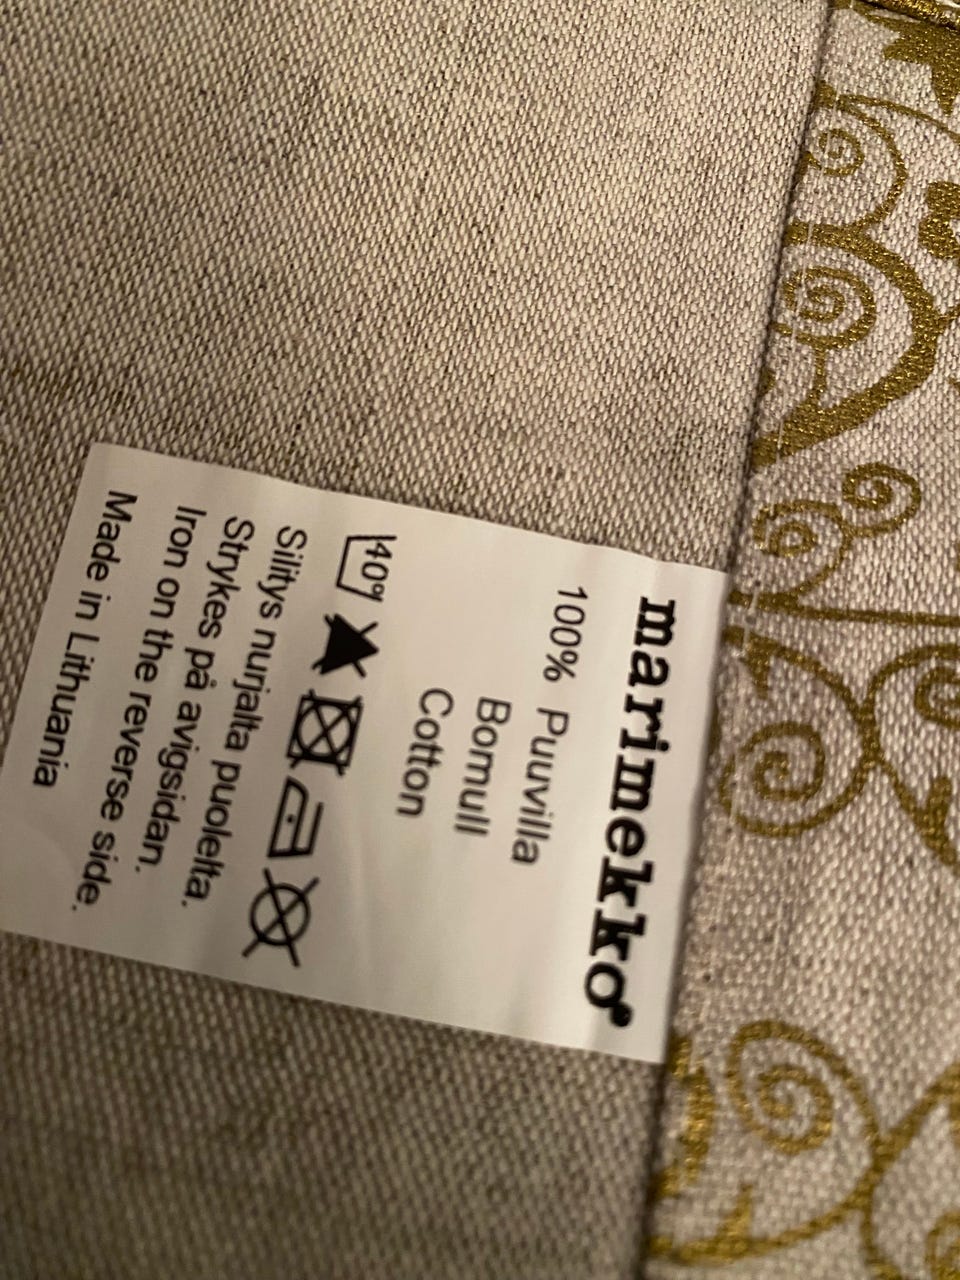 marimekko®
100% Puuvilla
Bomull
Cotton
40º
Silitys nurjalta puolelta.
Strykes på avigsidan.
Iron on the reverse side.
Made in Lithuania